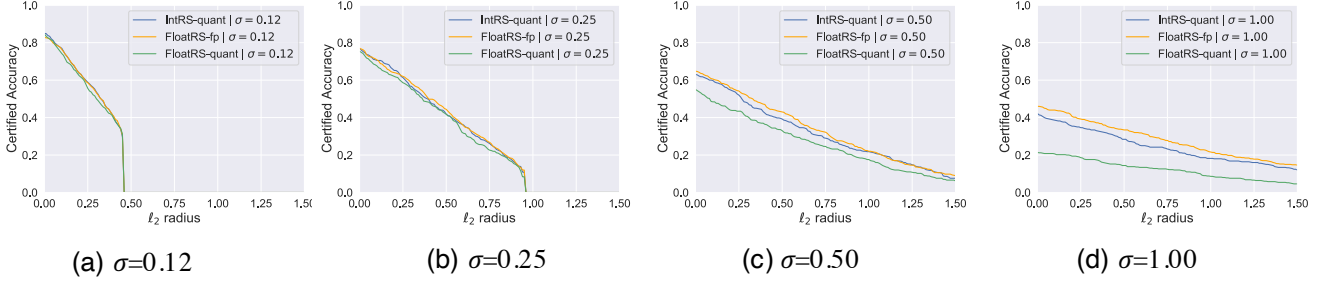 Certified Accuracy
1.0
0.8
0.6
0.4
0.2
0.0
IntRS-quant | σ = 0.12
FloatRS-fp | σ = 0.12
FloatRS-quant | σ = 0.12
0.00 0.25 0.50 0.75 1.00 1.25 1.50
ℓ₂ radius
(a) σ=0.12
Certified Accuracy
1.0
0.8
0.6
0.4
0.2
0.0
IntRS-quant | σ = 0.25
FloatRS-fp | σ = 0.25
FloatRS-quant | σ = 0.25
0.00 0.25 0.50 0.75 1.00 1.25 1.50
ℓ₂ radius
(b) σ=0.25
Certified Accuracy
1.0
0.8
0.6
0.4
0.2
0.0
IntRS-quant | σ = 0.50
FloatRS-fp | σ = 0.50
FloatRS-quant | σ = 0.50
0.00 0.25 0.50 0.75 1.00 1.25 1.50
ℓ₂ radius
(c) σ=0.50
Certified Accuracy
1.0
0.8
0.6
0.4
0.2
0.0
IntRS-quant | σ = 1.00
FloatRS-fp | σ = 1.00
FloatRS-quant | σ = 1.00
0.00 0.25 0.50 0.75 1.00 1.25 1.50
ℓ₂ radius
(d) σ=1.00